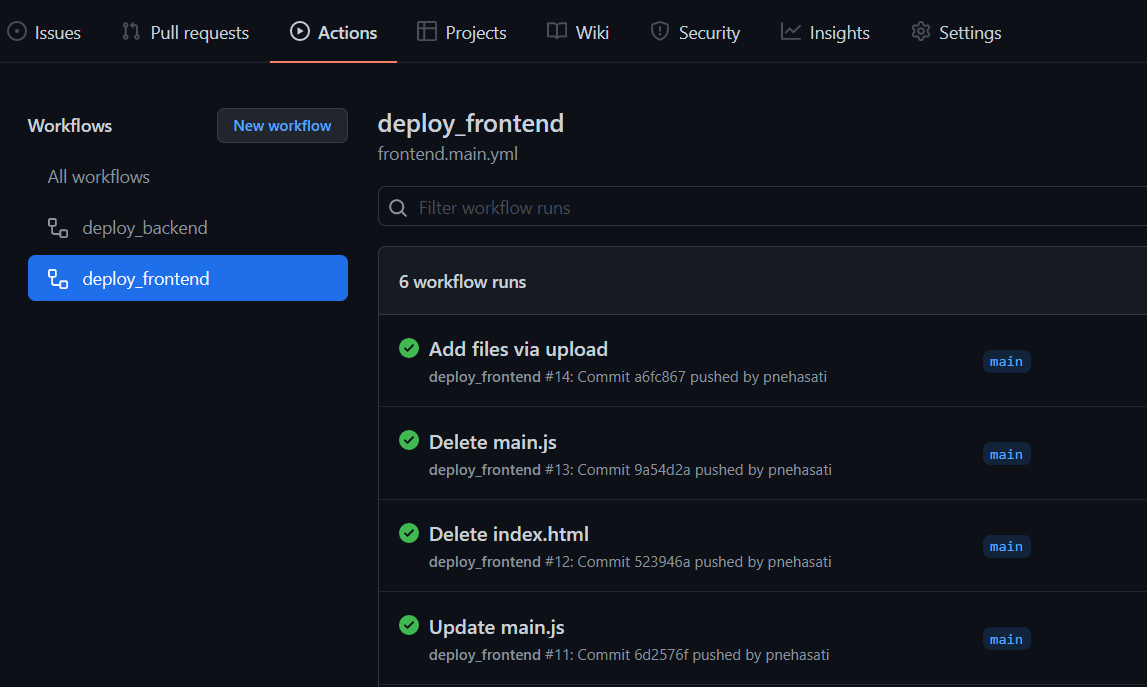 Issues Pull requests Actions Projects Wiki Security Insights Settings
Workflows
New workflow
All workflows
deploy_backend
deploy_frontend
deploy_frontend
frontend.main.yml
Filter workflow runs
6 workflow runs
Add files via upload
deploy_frontend #14: Commit a6fc867 pushed by pnehasati
main
Delete main.js
deploy_frontend #13: Commit 9a54d2a pushed by pnehasati
main
Delete index.html
deploy_frontend #12: Commit 523946a pushed by pnehasati
main
Update main.js
deploy_frontend #11: Commit 6d2576f pushed by pnehasati
main